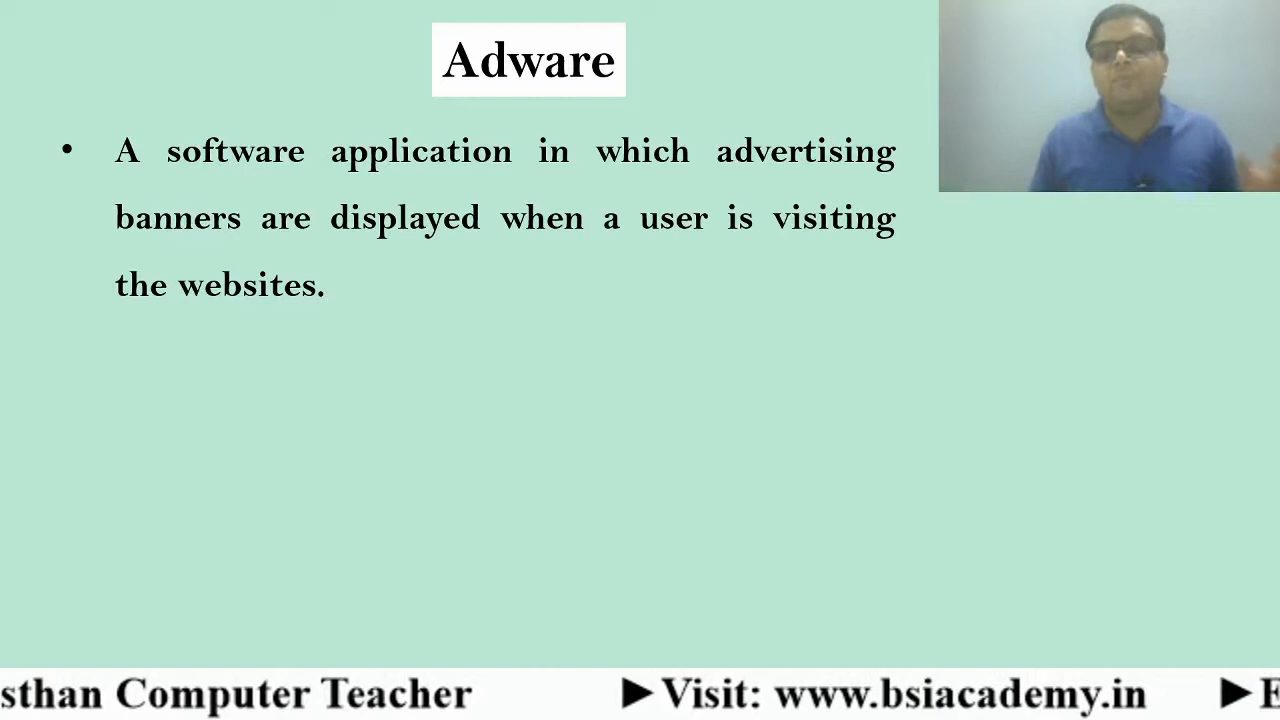 Adware
• A software application in which advertising
banners are displayed when a user is visiting
the websites.
Computer Teacher ►Visit: www.bsiacademy.in ►